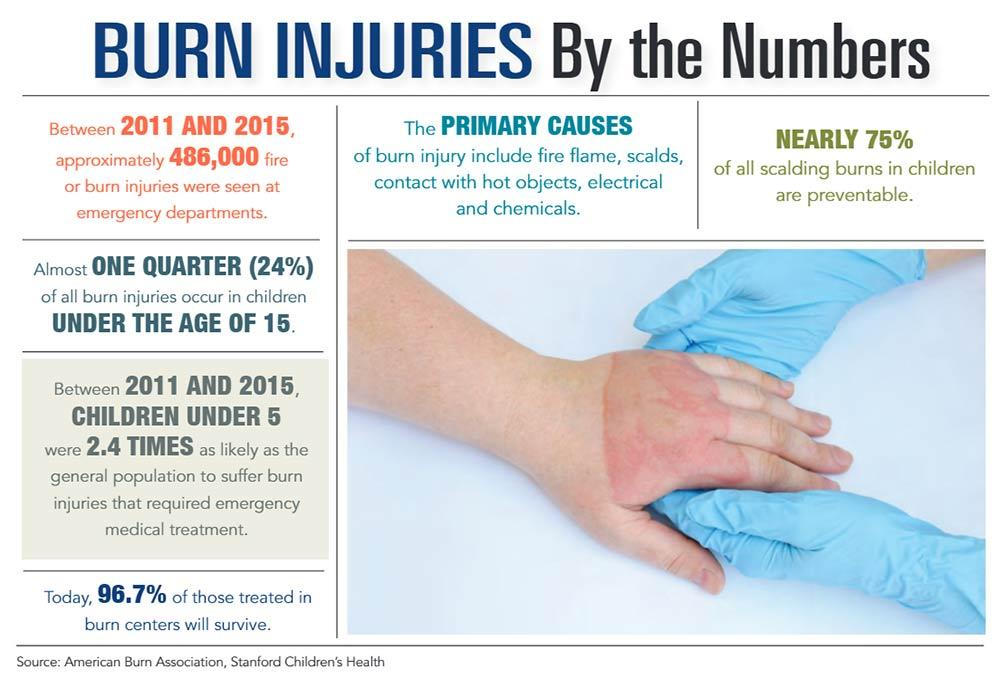 BURN INJURIES By the Numbers
Between 2011 AND 2015,
approximately 486,000 fire
or burn injuries were seen at
emergency departments.
Almost ONE QUARTER (24%)
of all burn injuries occur in children
UNDER THE AGE OF 15.
Between 2011 AND 2015,
CHILDREN UNDER 5
were 2.4 TIMES as likely as the
general population to suffer burn
injuries that required emergency
medical treatment.
Today, 96.7% of those treated in
burn centers will survive.
The PRIMARY CAUSES
of burn injury include fire flame, scalds,
contact with hot objects, electrical
and chemicals.
NEARLY 75%
of all scalding burns in children
are preventable.
Source: American Burn Association, Stanford Children's Health